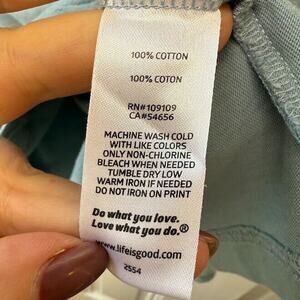 100% COTTON
100% COTON
RN#109109
CA#54656
MACHINE WASH COLD
WITH LIKE COLORS
ONLY NON-CHLORINE
BLEACH WHEN NEEDED
TUMBLE DRY LOW
WARM IRON IF NEEDED
DO NOT IRON ON PRINT
Do what you love.
Love what you do.®
www.lifeisgood.com
2554